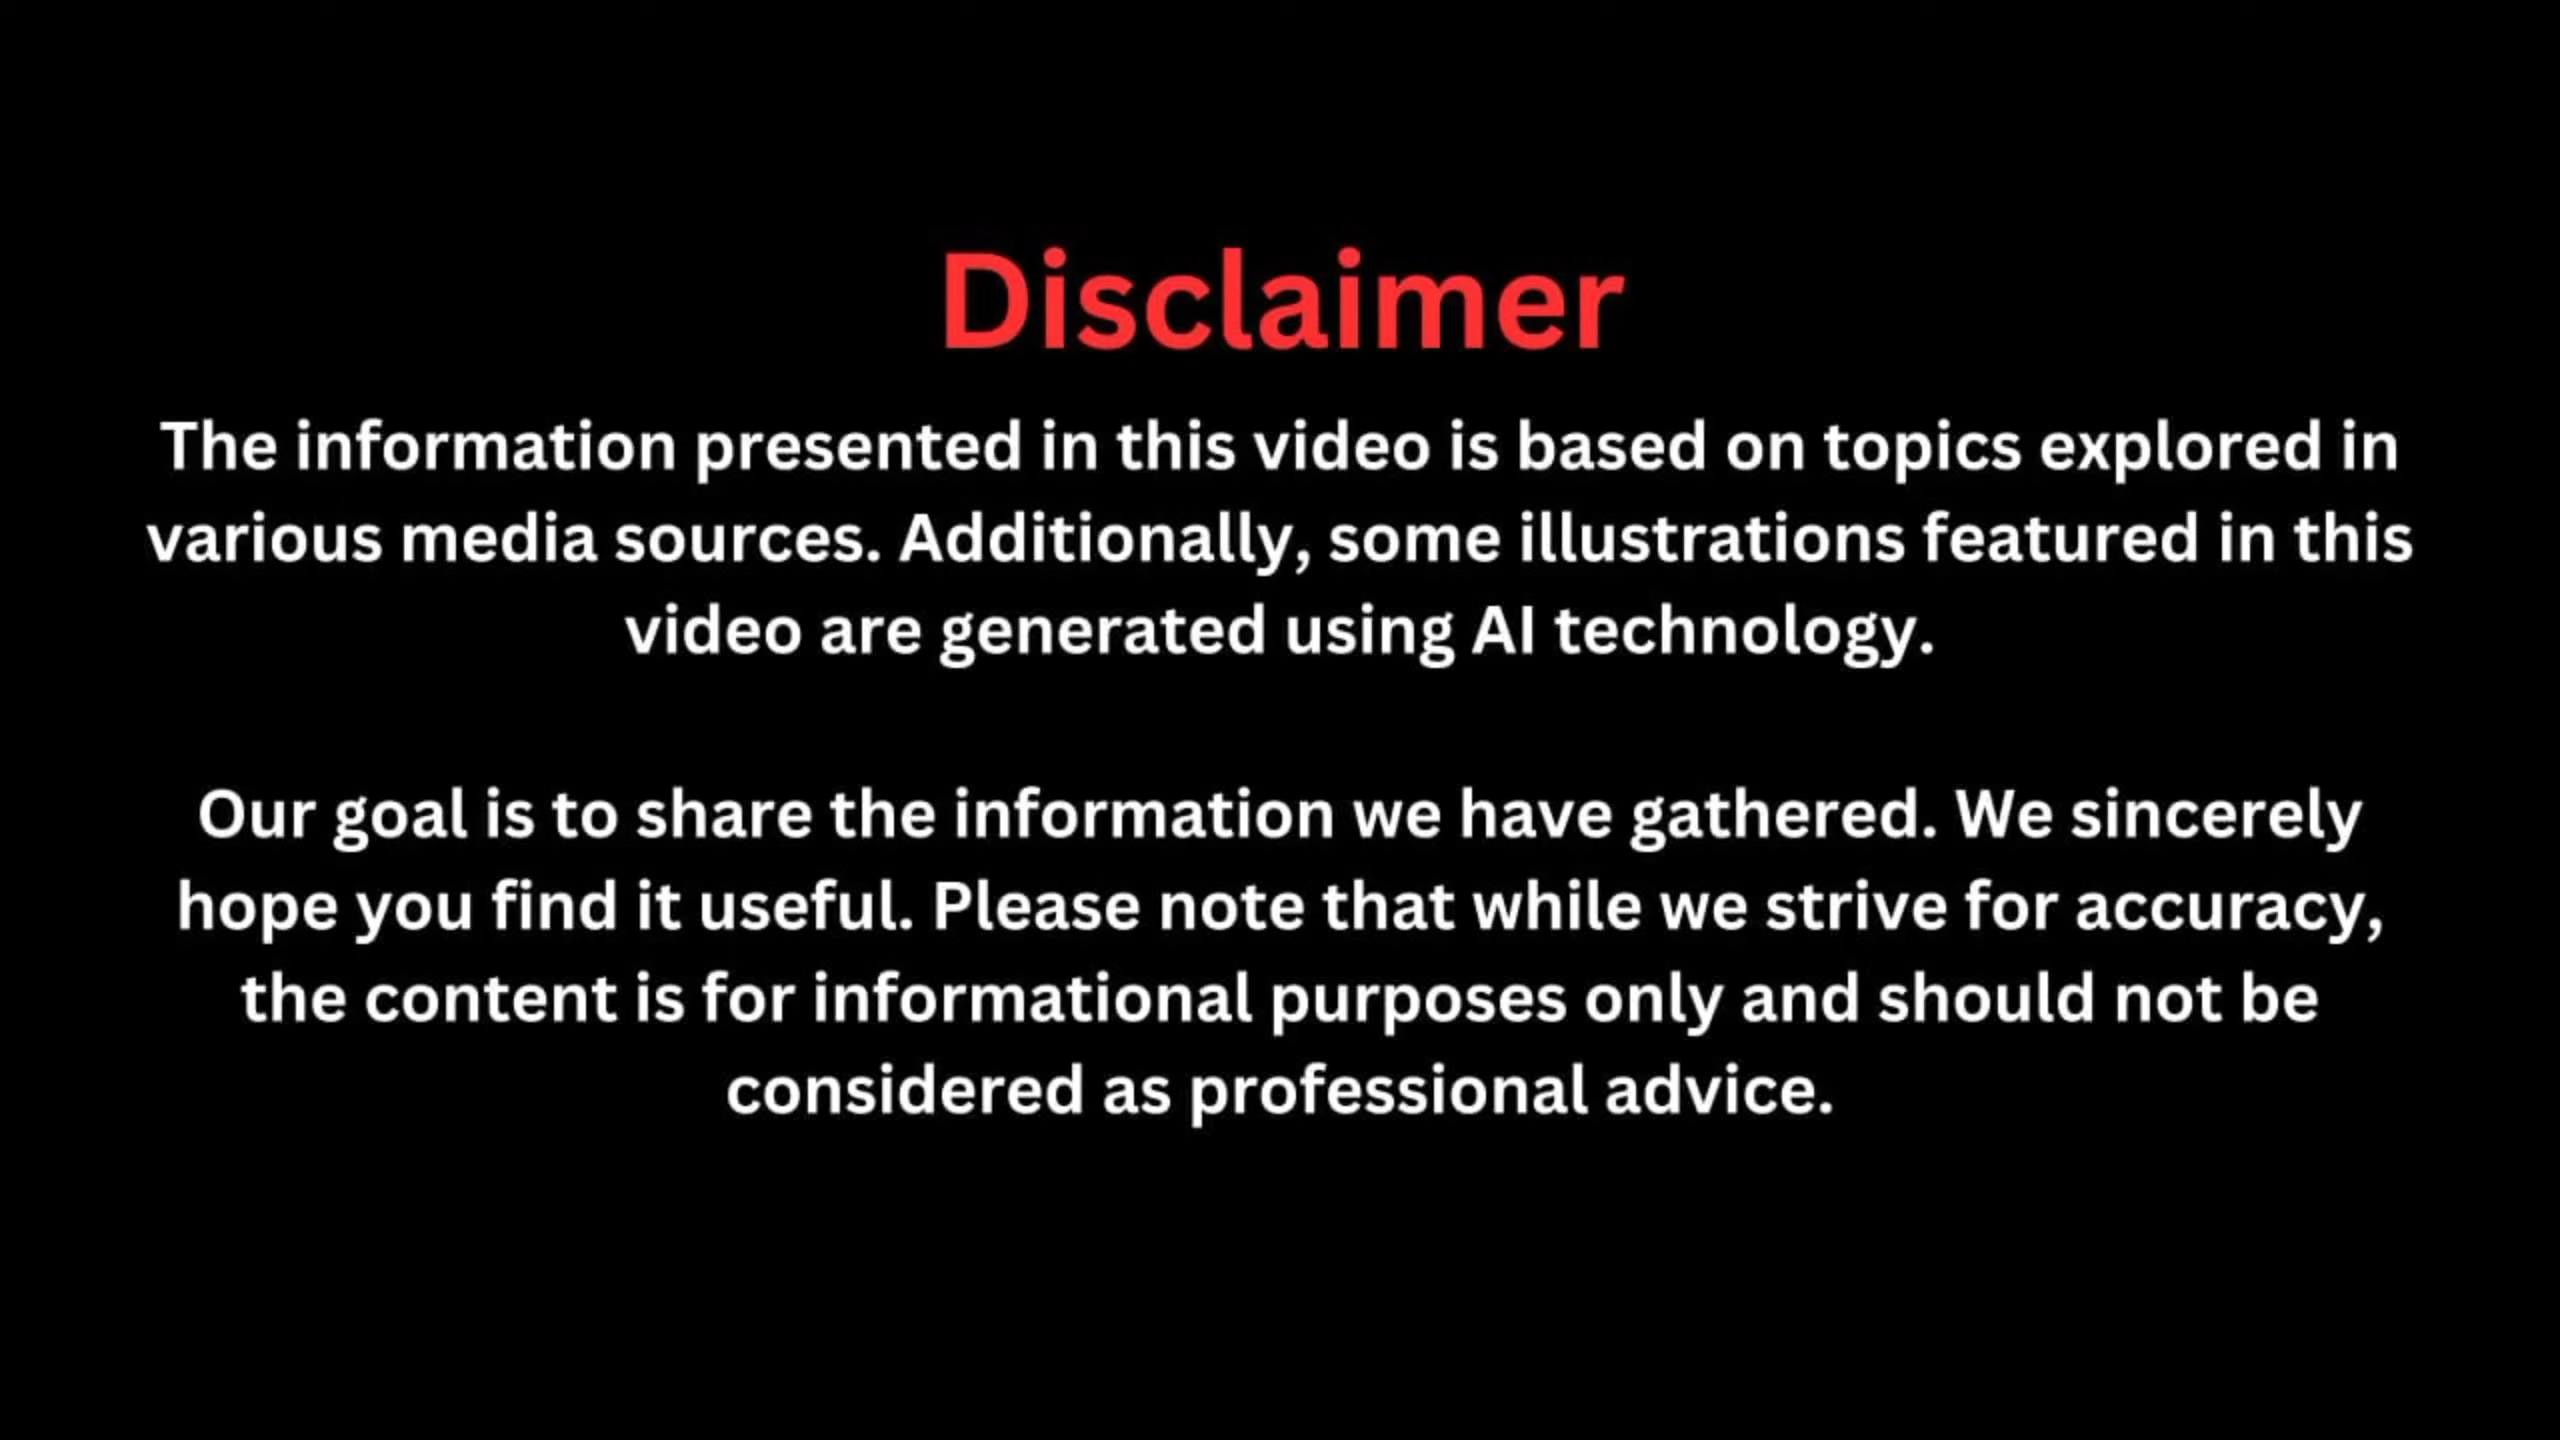 Disclaimer
The information presented in this video is based on topics explored in
various media sources. Additionally, some illustrations featured in this
video are generated using AI technology.
Our goal is to share the information we have gathered. We sincerely
hope you find it useful. Please note that while we strive for accuracy,
the content is for informational purposes only and should not be
considered as professional advice.